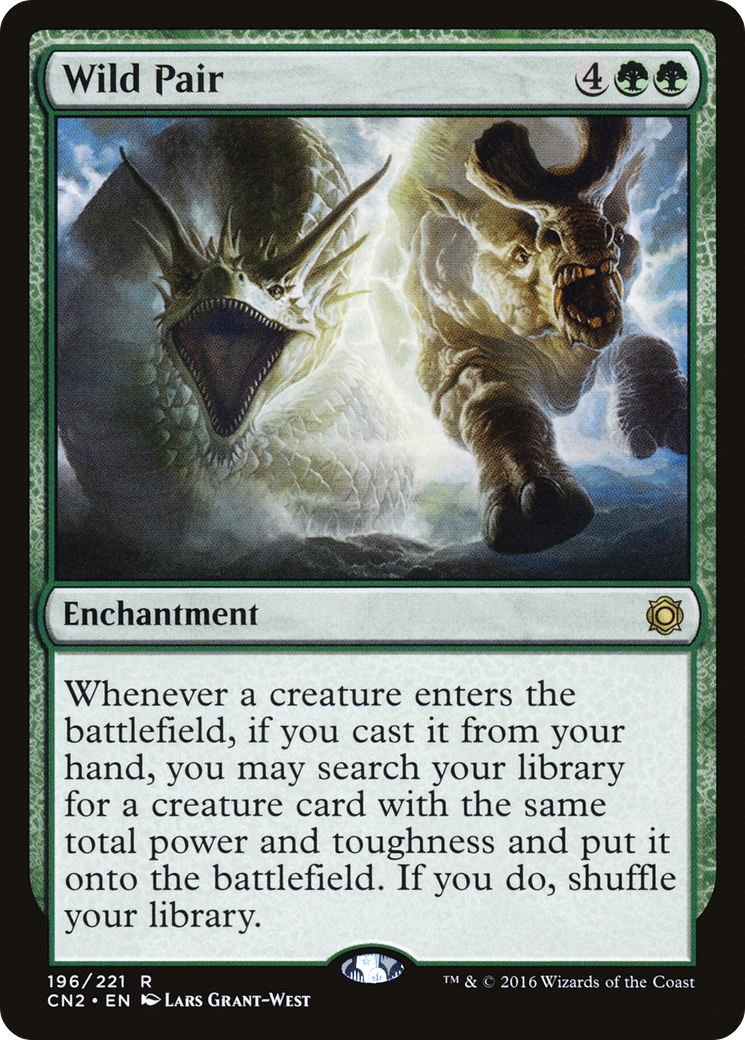 Wild Pair 4
Enchantment
Whenever a creature enters the
battlefield, if you cast it from your
hand, you may search your library
for a creature card with the same
total power and toughness and put it
onto the battlefield. If you do, shuffle
your library.
196/221 R
CN2 • EN Lars Grant-West
™ & © 2016 Wizards of the Coast